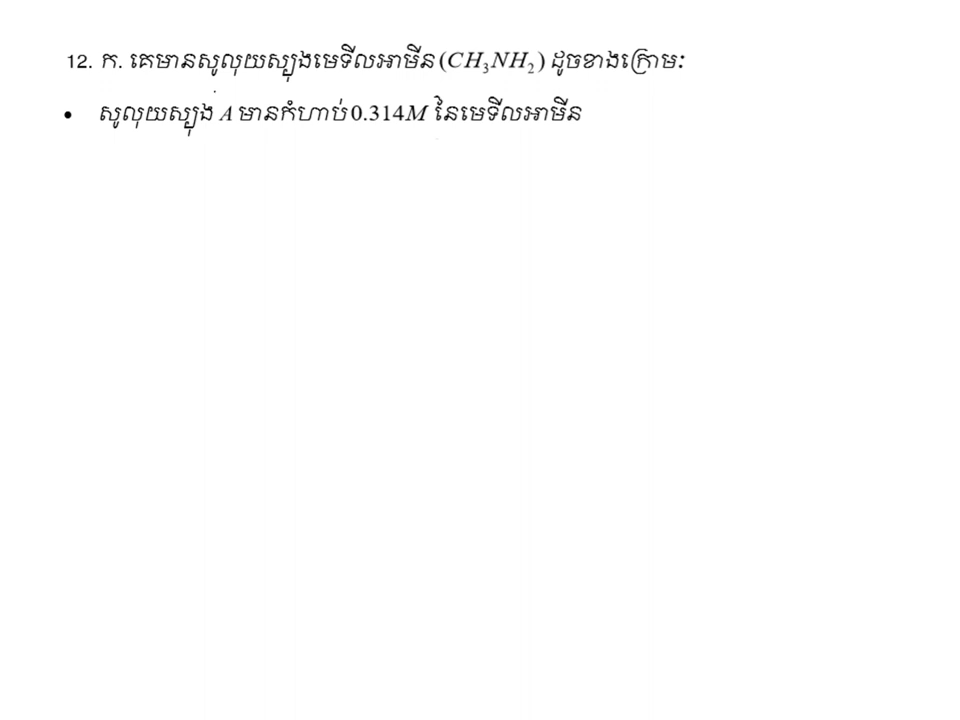 12. ក. គេមានសូលុយស្យុងមេទីលអាមីន (CH₃NH₂) ដូចខាងក្រោម៖
• សូលុយស្យុង A មានកំហាប់ 0.314M នៃមេទីលអាមីន